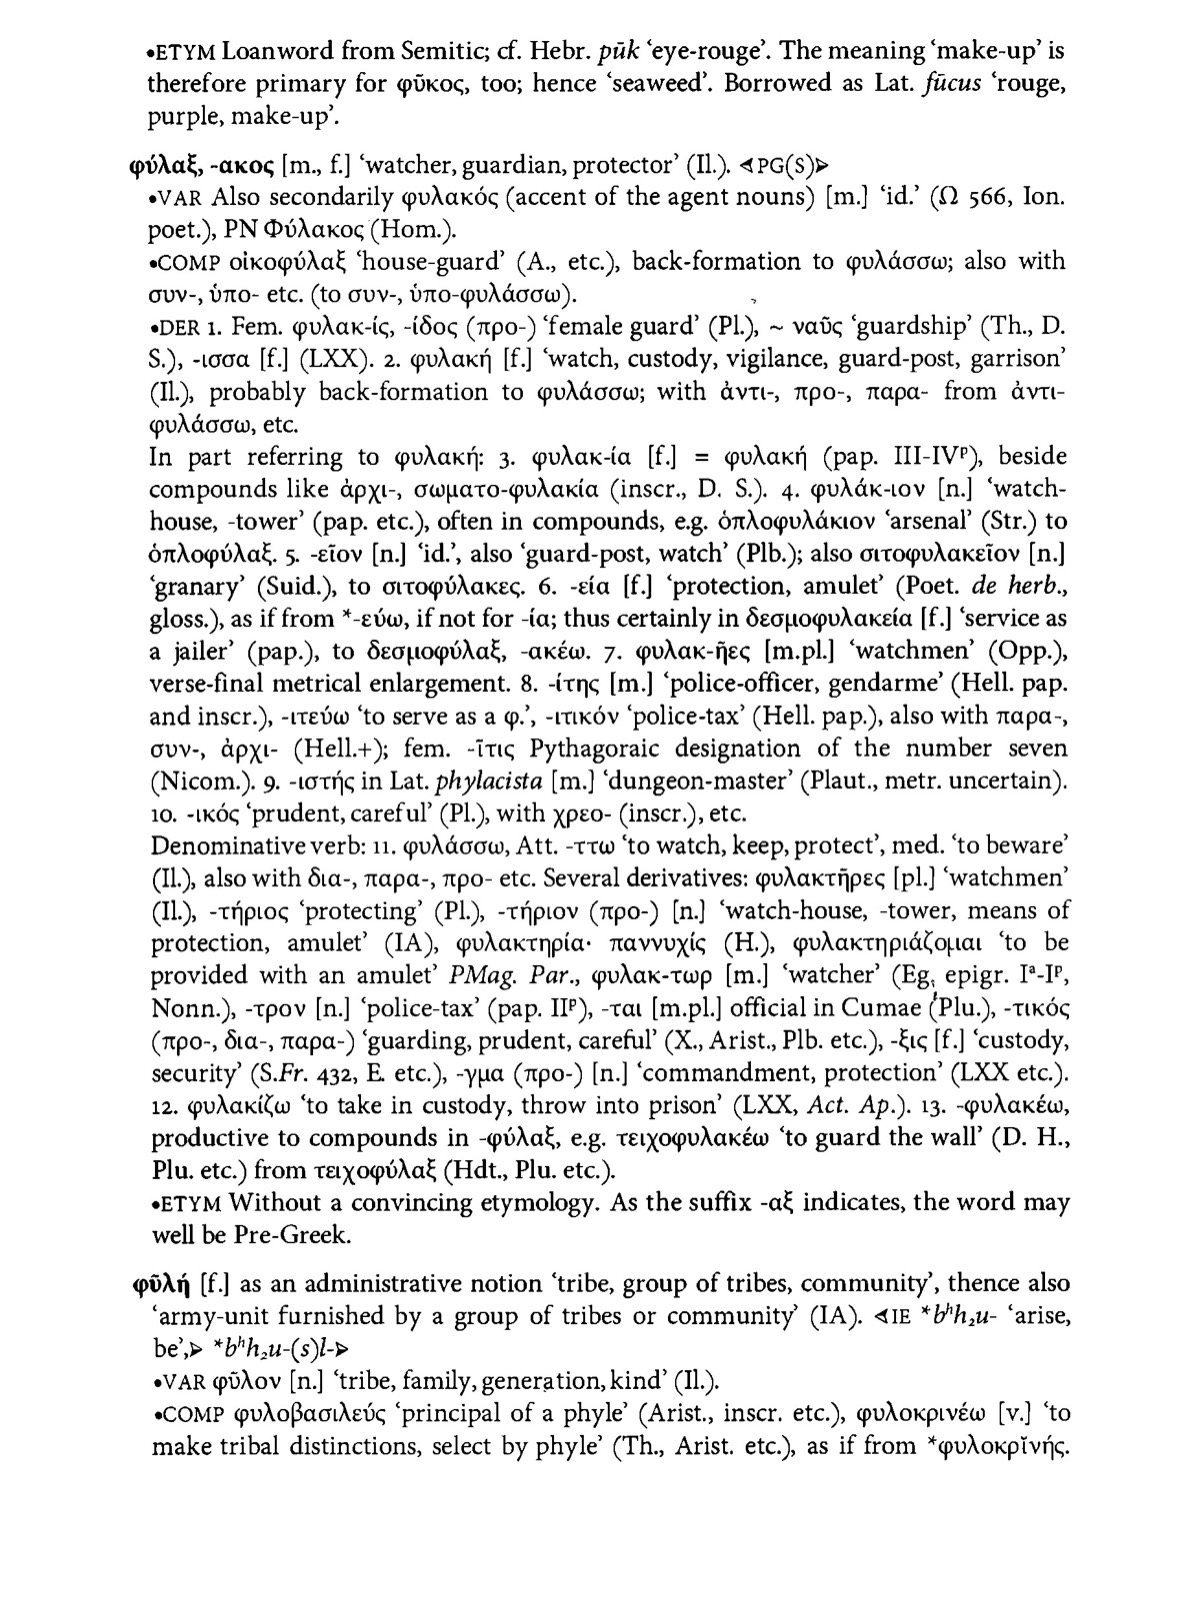 •ETYM Loanword from Semitic; cf. Hebr. pūk ‘eye-rouge’. The meaning ‘make-up’ is
therefore primary for φῦκος, too; hence ‘seaweed’. Borrowed as Lat. fūcus ‘rouge,
purple, make-up’.
φύλαξ, -ακος [m., f.] ‘watcher, guardian, protector’ (Il.). ⊲PG(S)⊳
•VAR Also secondarily φυλακός (accent of the agent nouns) [m.] ‘id.’ (Ω 566, Ion.
poet.), PN Φύλακος (Hom.).
•COMP οἰκοφύλαξ ‘house-guard’ (A., etc.), back-formation to φυλάσσω; also with
συν-, ὑπο- etc. (to συν-, ὑπο-φυλάσσω).
•DER 1. Fem. φυλακ-ίς, -ίδος (προ-) ‘female guard’ (Pl.), ~ ναῦς ‘guardship’ (Th., D.
S.), -ισσα [f.] (LXX). 2. φυλακή [f.] ‘watch, custody, vigilance, guard-post, garrison’
(Il.), probably back-formation to φυλάσσω; with ἀντι-, προ-, παρα- from ἀντι-
φυλάσσω, etc.
In part referring to φυλακή: 3. φυλακ-ία [f.] = φυλακή (pap. III-IVᵖ), beside
compounds like ἀρχι-, σωματο-φυλακία (inscr., D. S.). 4. φυλάκ-ιον [n.] ‘watch-
house, -tower’ (pap. etc.), often in compounds, e.g. ὁπλοφυλάκιον ‘arsenal’ (Str.) to
ὁπλοφύλαξ. 5. -εῖον [n.] ‘id.’, also ‘guard-post, watch’ (Plb.); also σιτοφυλακεῖον [n.]
‘granary’ (Suid.), to σιτοφύλακες. 6. -εία [f.] ‘protection, amulet’ (Poet. de herb.,
gloss.), as if from *-εύω, if not for -ία; thus certainly in δεσμοφυλακεία [f.] ‘service as
a jailer’ (pap.), to δεσμοφύλαξ, -ακέω. 7. φυλακ-ῆες [m.pl.] ‘watchmen’ (Opp.),
verse-final metrical enlargement. 8. -ίτης [m.] ‘police-officer, gendarme’ (Hell. pap.
and inscr.), -ιτεύω ‘to serve as a φ.’, -ιτικόν ‘police-tax’ (Hell. pap.), also with παρα-,
συν-, ἀρχι- (Hell.+); fem. -ῖτις Pythagoraic designation of the number seven
(Nicom.). 9. -ιστής in Lat. phylacista [m.] ‘dungeon-master’ (Plaut., metr. uncertain).
10. -ικός ‘prudent, careful’ (Pl.), with χρεο- (inscr.), etc.
Denominative verb: 11. φυλάσσω, Att. -ττω ‘to watch, keep, protect’, med. ‘to beware’
(Il.), also with δια-, παρα-, προ- etc. Several derivatives: φυλακτῆρες [pl.] ‘watchmen’
(Il.), -τήριος ‘protecting’ (Pl.), -τήριον (προ-) [n.] ‘watch-house, -tower, means of
protection, amulet’ (IA), φυλακτηρία· παννυχίς (H.), φυλακτηριάζομαι ‘to be
provided with an amulet’ PMag. Par., φυλακ-τωρ [m.] ‘watcher’ (Eg. epigr. Iᵃ-Iᵖ,
Nonn.), -τρον [n.] ‘police-tax’ (pap. IIᵖ), -ται [m.pl.] official in Cumae (Plu.), -τικός
(προ-, δια-, παρα-) ‘guarding, prudent, careful’ (X., Arist., Plb. etc.), -ξις [f.] ‘custody,
security’ (S.Fr. 432, E. etc.), -γμα (προ-) [n.] ‘commandment, protection’ (LXX etc.).
12. φυλακίζω ‘to take in custody, throw into prison’ (LXX, Act. Ap.). 13. -φυλακέω,
productive to compounds in -φύλαξ, e.g. τειχοφυλακέω ‘to guard the wall’ (D. H.,
Plu. etc.) from τειχοφύλαξ (Hdt., Plu. etc.).
•ETYM Without a convincing etymology. As the suffix -αξ indicates, the word may
well be Pre-Greek.
φῦλή [f.] as an administrative notion ‘tribe, group of tribes, community’, thence also
‘army-unit furnished by a group of tribes or community’ (IA). ⊲IE *bʰh₂u- ‘arise,
be’,⊳ *bʰh₂u-(s)l-⊳
•VAR φῦλον [n.] ‘tribe, family, generation, kind’ (Il.).
•COMP φυλοβασιλεύς ‘principal of a phyle’ (Arist., inscr. etc.), φυλοκρινέω [v.] ‘to
make tribal distinctions, select by phyle’ (Th., Arist. etc.), as if from *φυλοκρῐνής.